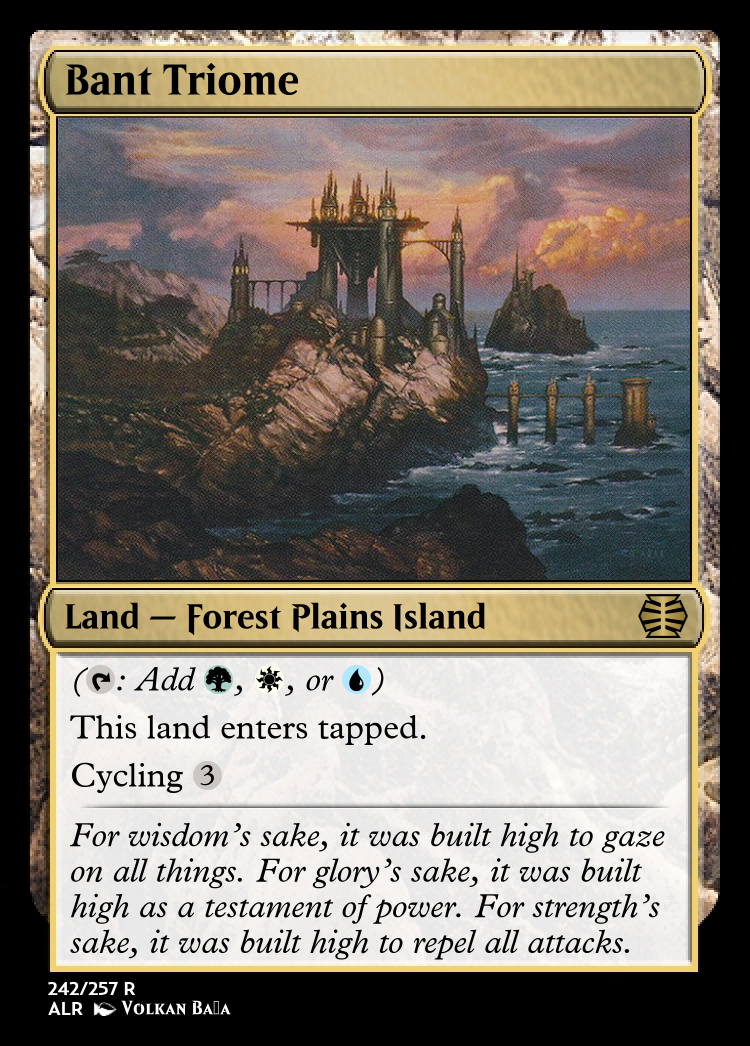 Bant Triome
Land — Forest Plains Island
(: Add , , or )
This land enters tapped.
Cycling 3
For wisdom's sake, it was built high to gaze
on all things. For glory's sake, it was built
high as a testament of power. For strength's
sake, it was built high to repel all attacks.
242/257 R
ALR Volkan Ba▯a